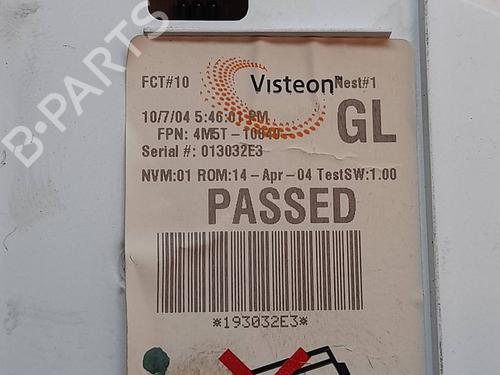 B-PARTS
FCT#10 Visteon Nest#1
10/7/04 5:46:01 PM
FPN: 4M5T-10849- GL
Serial #: 013032E3
NVM:01 ROM:14-Apr-04 TestSW:1.00
PASSED
*193032E3*